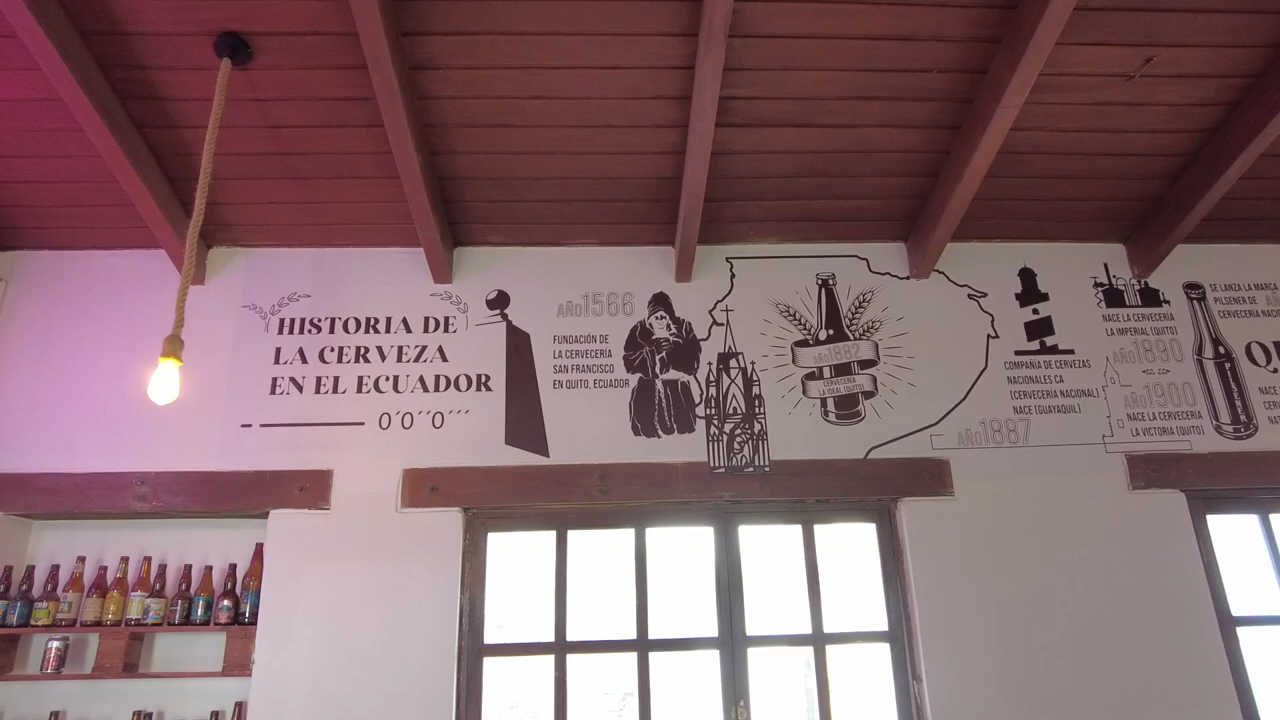 HISTORIA DE
LA CERVEZA
EN EL ECUADOR
0´0´´0´´´
AÑO1566
FUNDACIÓN DE
LA CERVECERÍA
SAN FRANCISCO
EN QUITO, ECUADOR
AÑO1882
CERVECERÍA
LA IDEAL (QUITO)
COMPAÑÍA DE CERVEZAS
NACIONALES CA
(CERVECERÍA NACIONAL)
NACE (GUAYAQUIL)
AÑO1887
NACE LA CERVECERÍA
LA IMPERIAL (QUITO)
AÑO1890
AÑO1900
NACE LA CERVECERÍA
LA VICTORIA (QUITO)
PILSENER
SE LANZA LA MARCA
PILSENER DE
CERVECERÍA